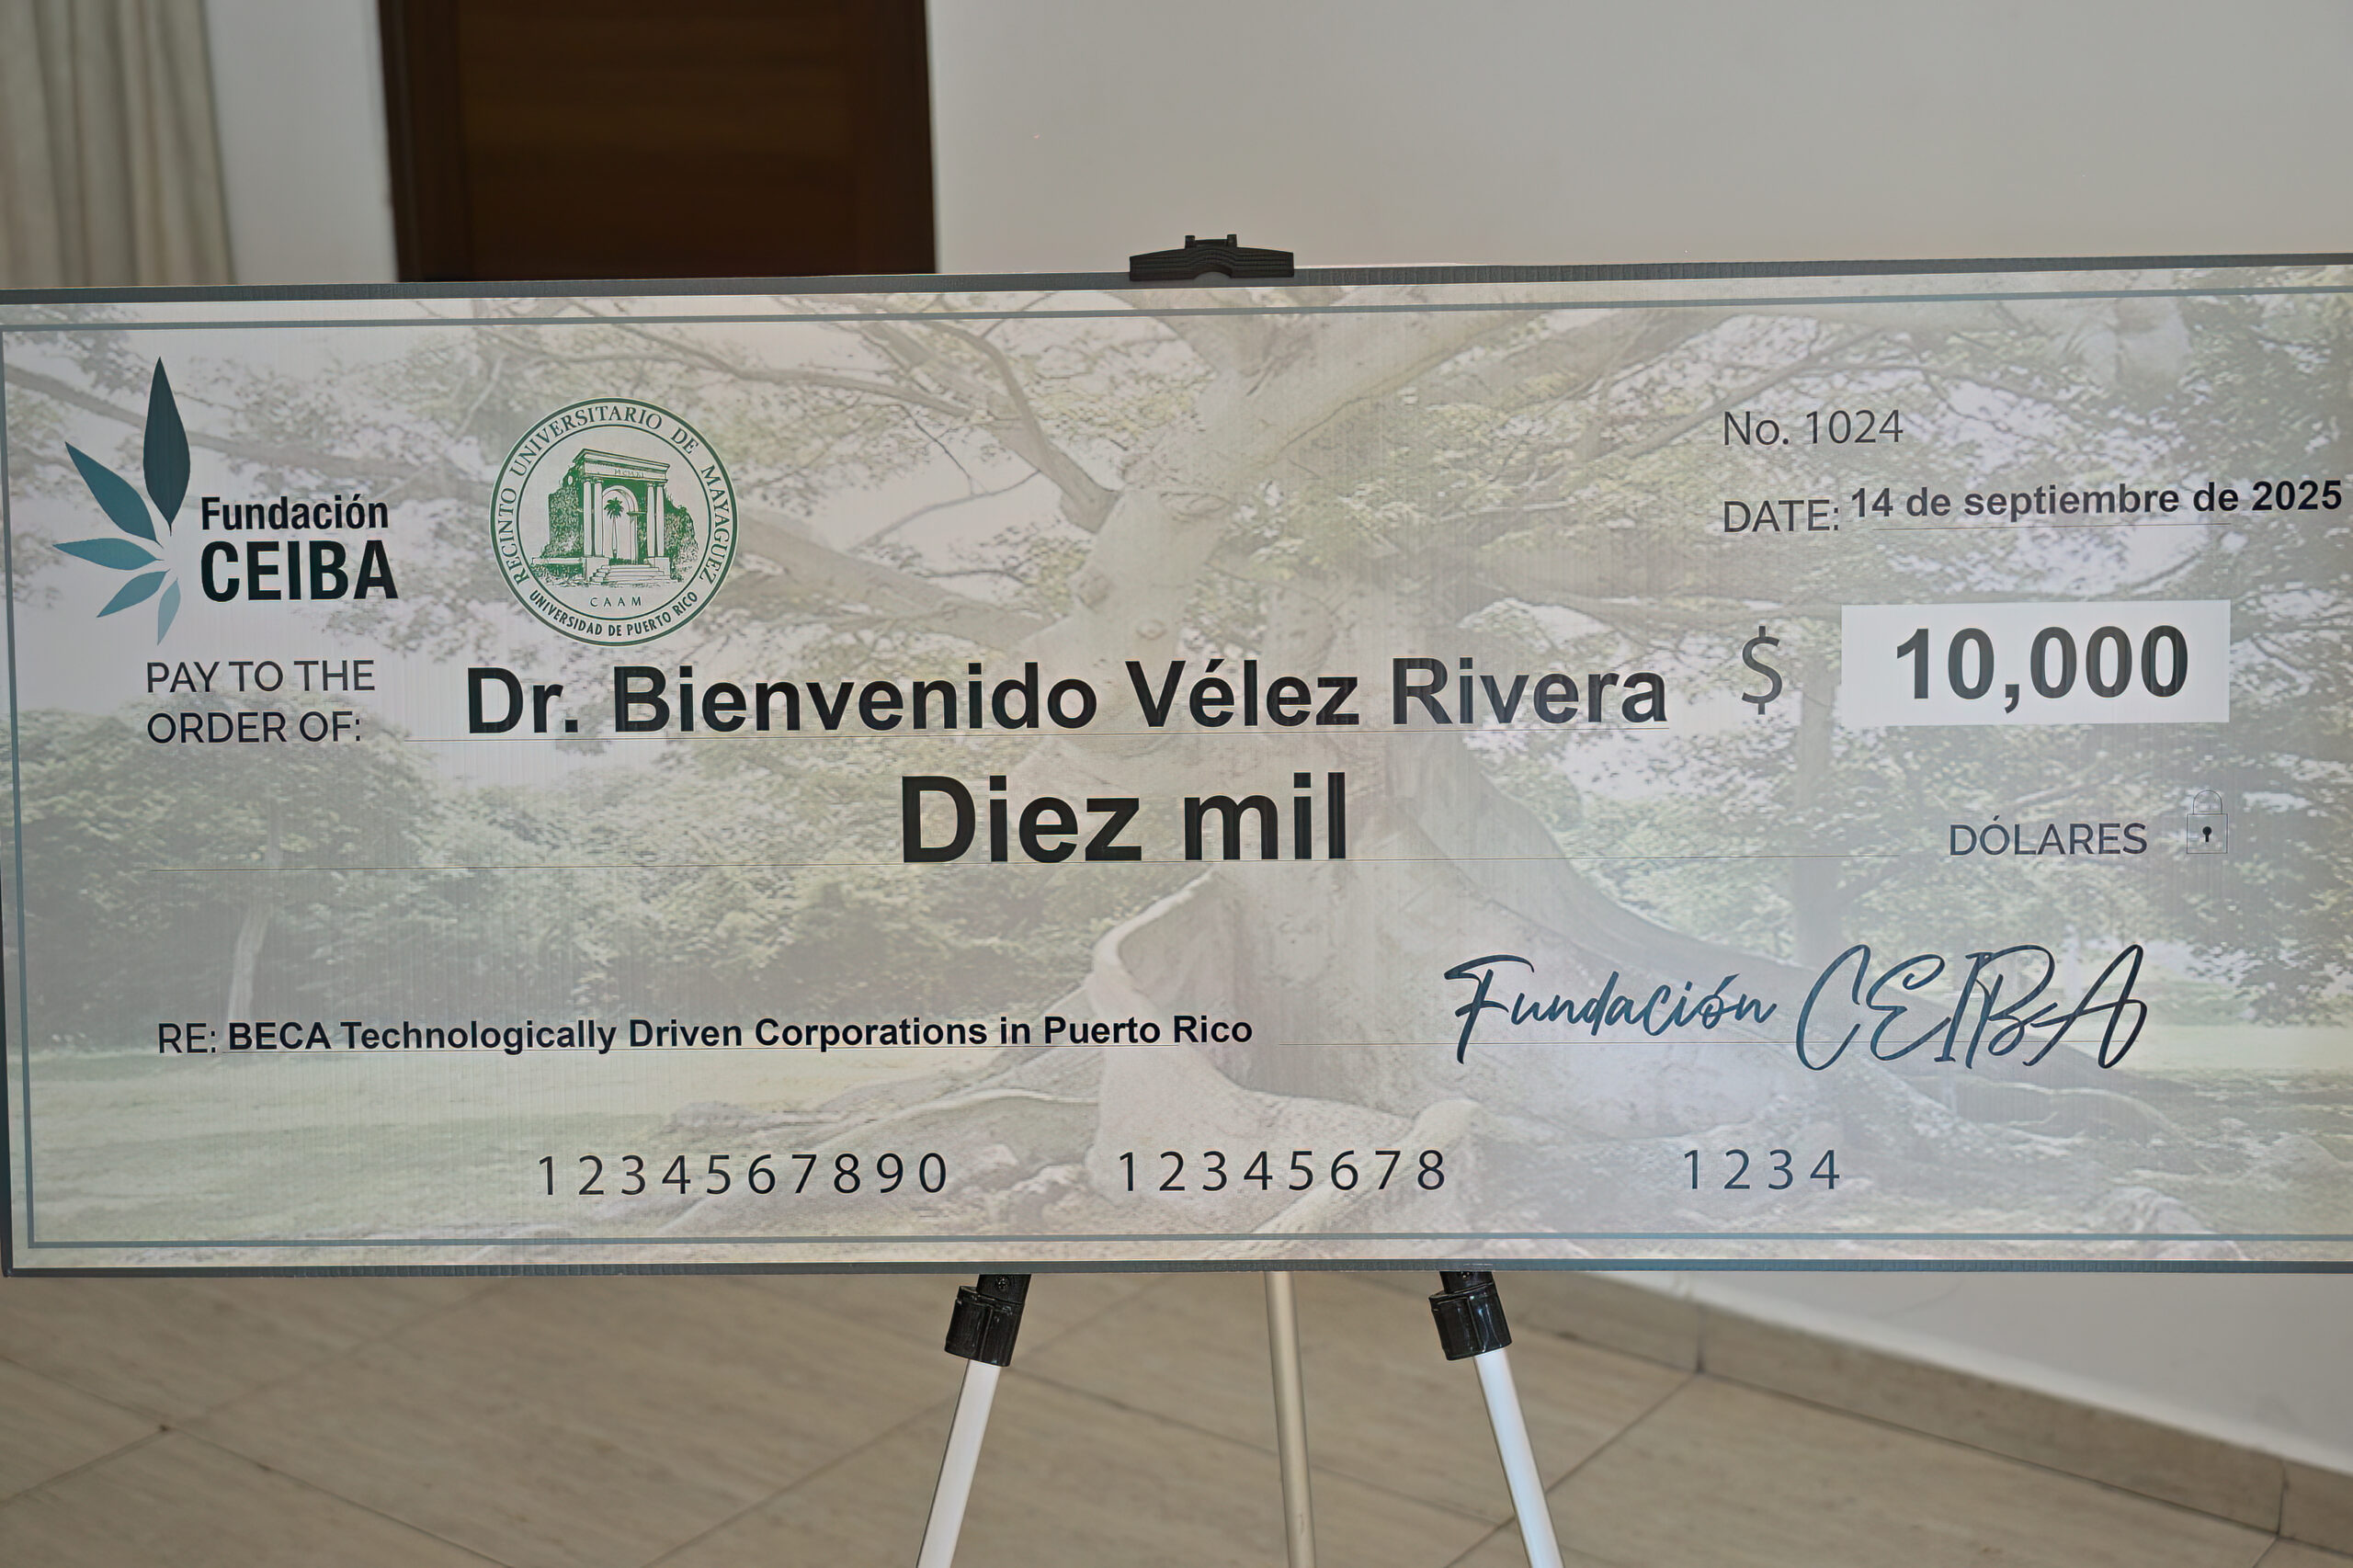 Fundación
CEIBA
RECINTO UNIVERSITARIO DE MAYAGUEZ
CAAM
UNIVERSIDAD DE PUERTO RICO
No. 1024
DATE: 14 de septiembre de 2025
PAY TO THE
ORDER OF:
Dr. Bienvenido Vélez Rivera
$ 10,000
Diez mil
DÓLARES
RE: BECA Technologically Driven Corporations in Puerto Rico
Fundación CEIBA
1234567890 12345678 1234